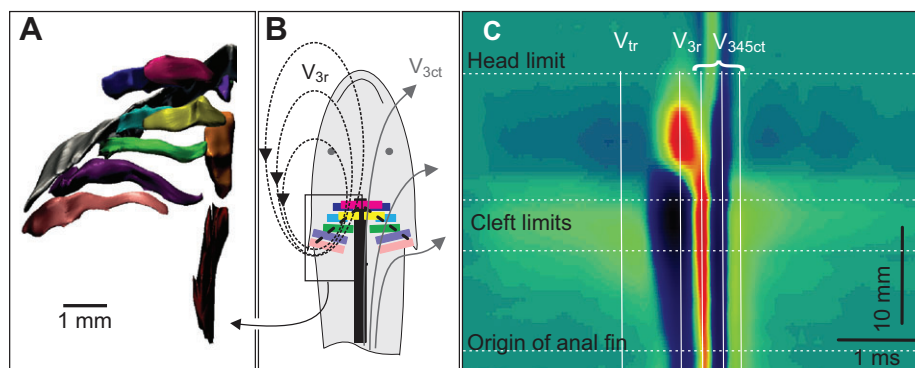 A
1 mm
B
V3r
V3ct
C
Vtr V3r V345ct
Head limit
Cleft limits
Origin of anal fin
10 mm
1 ms